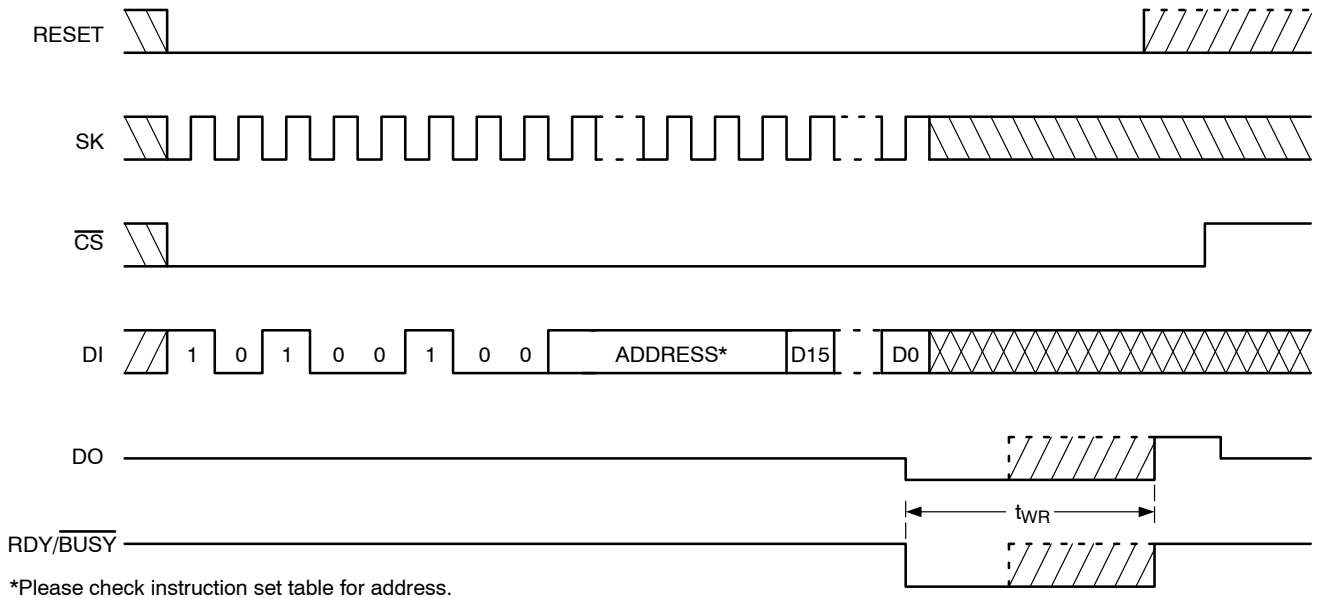 RESET
SK
CS
DI 1 0 1 0 0 1 0 0 ADDRESS* D15 D0
DO
tWR
RDY/BUSY
*Please check instruction set table for address.